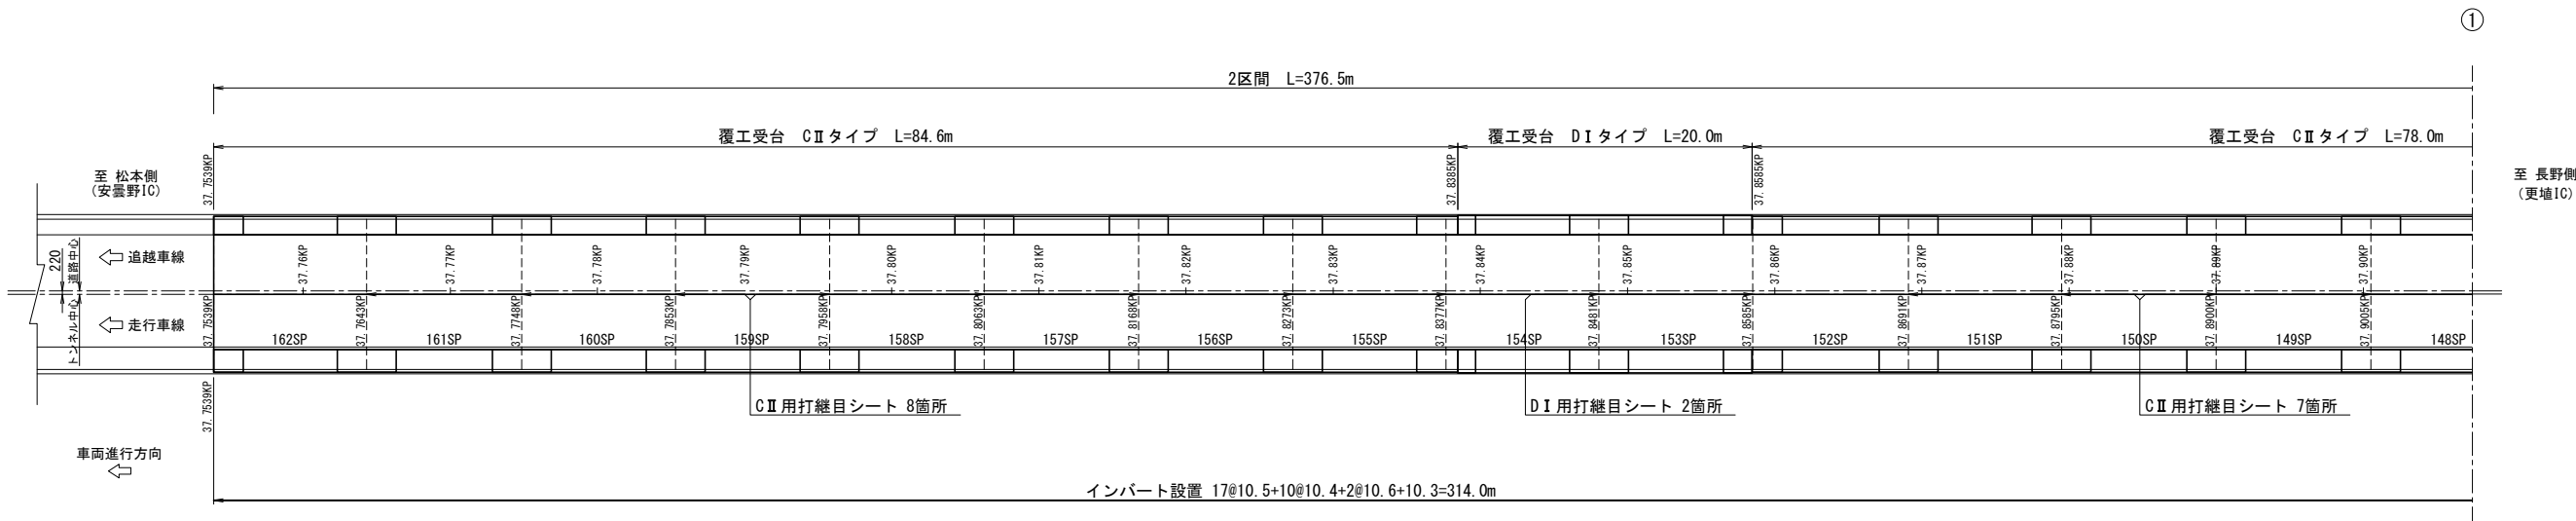 ①
2区間 L=376.5m
覆工受台 CⅡタイプ L=84.6m
覆工受台 DⅠタイプ L=20.0m
覆工受台 CⅡタイプ L=78.0m
37.7539KP
37.8385KP
37.8585KP
至 松本側
(安曇野IC)
至 長野側
(更埴IC)
220
道路中心
トンネル中心
追越車線
走行車線
37.76KP
37.77KP
37.78KP
37.79KP
37.80KP
37.81KP
37.82KP
37.83KP
37.84KP
37.85KP
37.86KP
37.87KP
37.88KP
37.89KP
37.90KP
37.7539KP
37.7643KP
37.7748KP
37.7853KP
37.7958KP
37.8063KP
37.8168KP
37.8273KP
37.8377KP
37.8481KP
37.8585KP
37.8691KP
37.8795KP
37.8900KP
37.9005KP
162SP
161SP
160SP
159SP
158SP
157SP
156SP
155SP
154SP
153SP
152SP
151SP
150SP
149SP
148SP
37.7539KP
CⅡ用打継目シート 8箇所
DⅠ用打継目シート 2箇所
CⅡ用打継目シート 7箇所
車両進行方向
インバート設置 17@10.5+10@10.4+2@10.6+10.3=314.0m